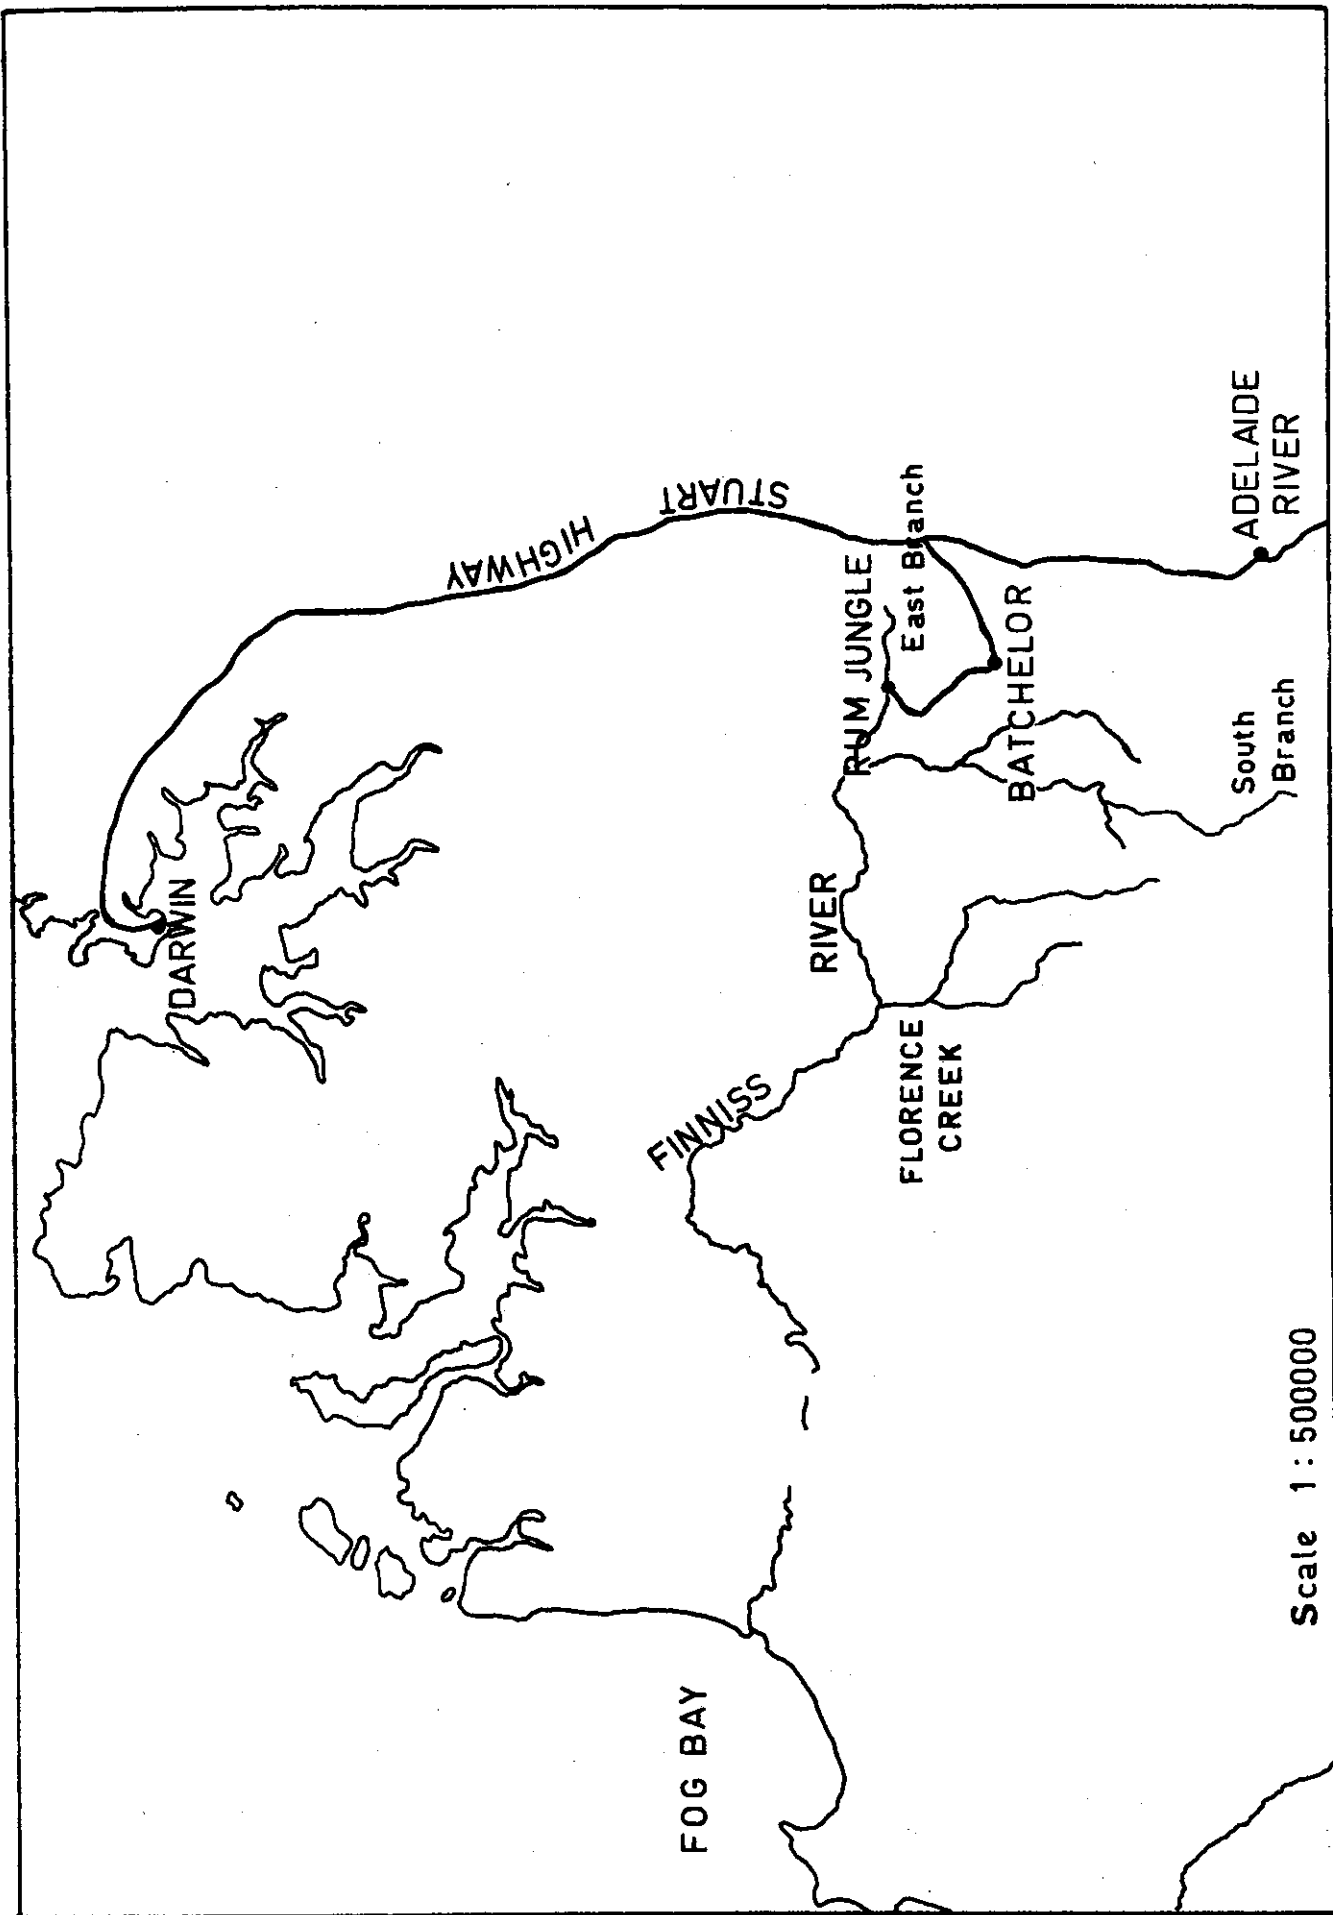 DARWIN
HIGHWAY
STUART
FOG BAY
FINNISS
RIVER
RUM JUNGLE
East Branch
FLORENCE
CREEK
BATCHELOR
South
Branch
ADELAIDE
RIVER
Scale 1 : 500000